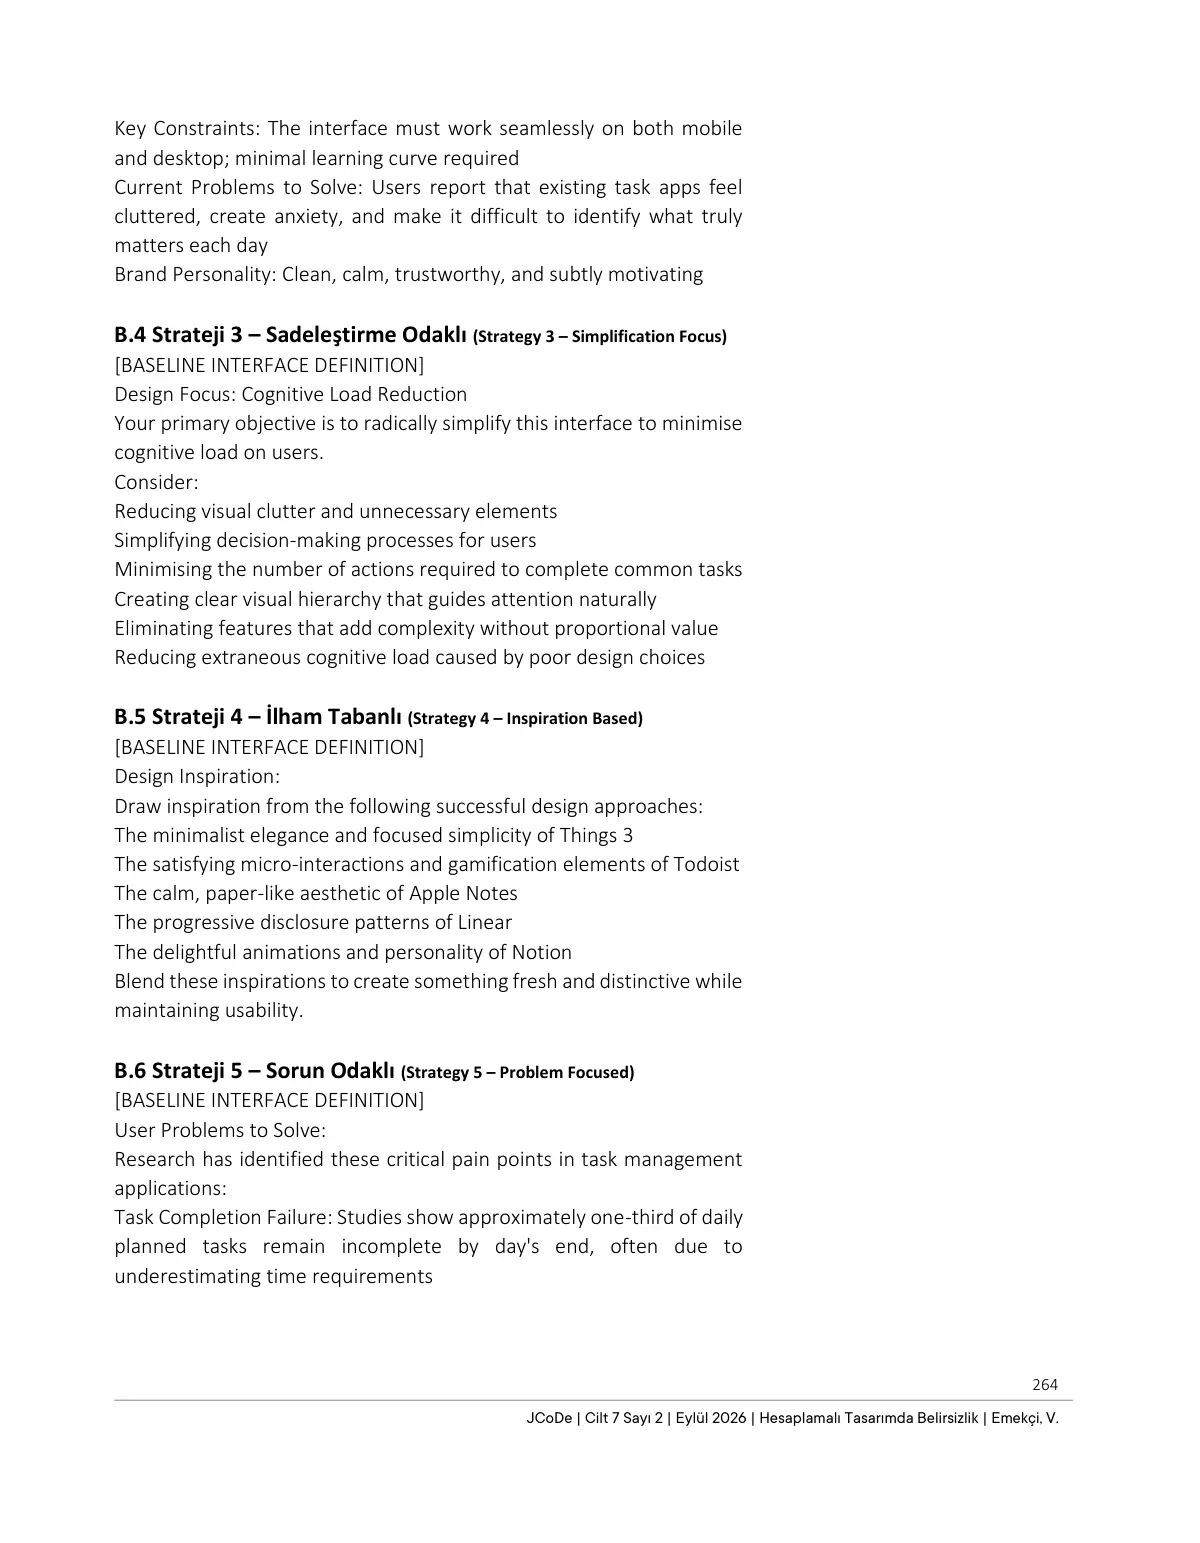 Key Constraints: The interface must work seamlessly on both mobile
and desktop; minimal learning curve required
Current Problems to Solve: Users report that existing task apps feel
cluttered, create anxiety, and make it difficult to identify what truly
matters each day
Brand Personality: Clean, calm, trustworthy, and subtly motivating
B.4 Strateji 3 – Sadeleştirme Odaklı (Strategy 3 – Simplification Focus)
[BASELINE INTERFACE DEFINITION]
Design Focus: Cognitive Load Reduction
Your primary objective is to radically simplify this interface to minimise
cognitive load on users.
Consider:
Reducing visual clutter and unnecessary elements
Simplifying decision-making processes for users
Minimising the number of actions required to complete common tasks
Creating clear visual hierarchy that guides attention naturally
Eliminating features that add complexity without proportional value
Reducing extraneous cognitive load caused by poor design choices
B.5 Strateji 4 – İlham Tabanlı (Strategy 4 – Inspiration Based)
[BASELINE INTERFACE DEFINITION]
Design Inspiration:
Draw inspiration from the following successful design approaches:
The minimalist elegance and focused simplicity of Things 3
The satisfying micro-interactions and gamification elements of Todoist
The calm, paper-like aesthetic of Apple Notes
The progressive disclosure patterns of Linear
The delightful animations and personality of Notion
Blend these inspirations to create something fresh and distinctive while
maintaining usability.
B.6 Strateji 5 – Sorun Odaklı (Strategy 5 – Problem Focused)
[BASELINE INTERFACE DEFINITION]
User Problems to Solve:
Research has identified these critical pain points in task management
applications:
Task Completion Failure: Studies show approximately one-third of daily
planned tasks remain incomplete by day's end, often due to
underestimating time requirements
264
JCoDe | Cilt 7 Sayı 2 | Eylül 2026 | Hesaplamalı Tasarımda Belirsizlik | Emekçi, V.